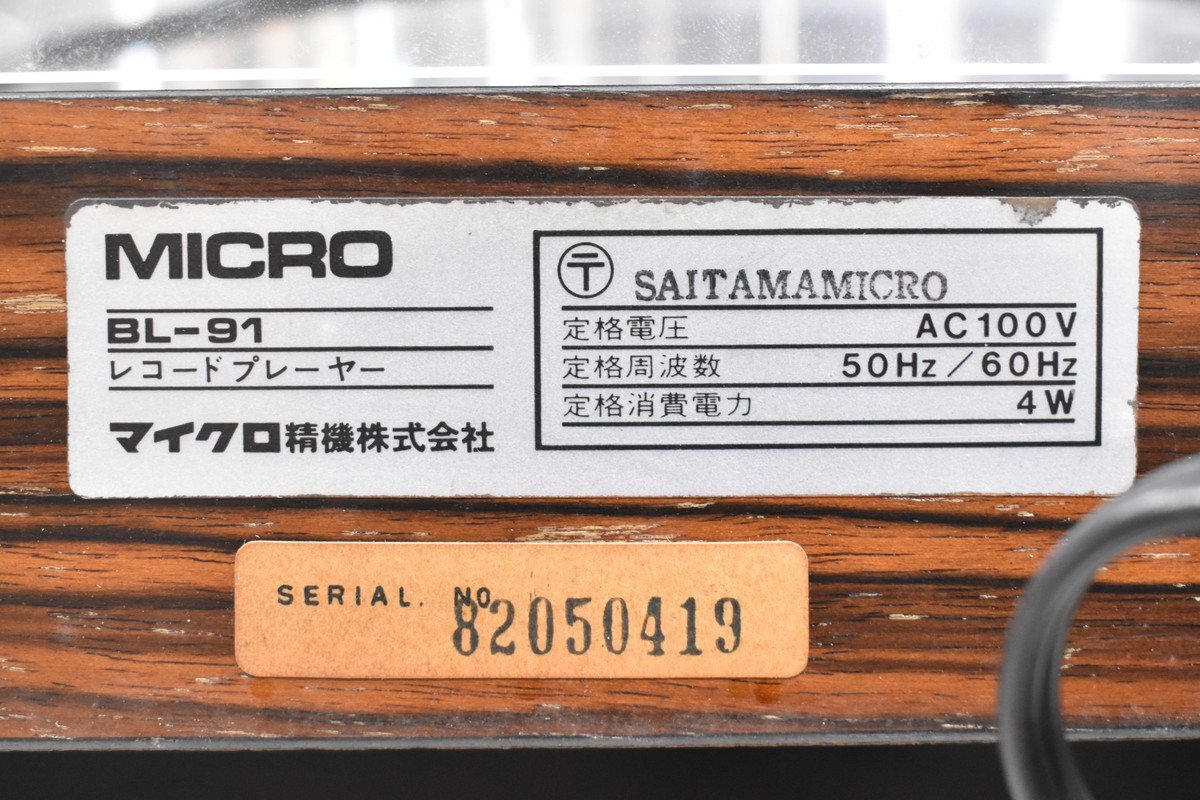 MICRO
BL-91
レコードプレーヤー
マイクロ精機株式会社
〒 SAITAMAMICRO
定格電圧 AC100V
定格周波数 50Hz/60Hz
定格消費電力 4W
SERIAL. NO
82050419